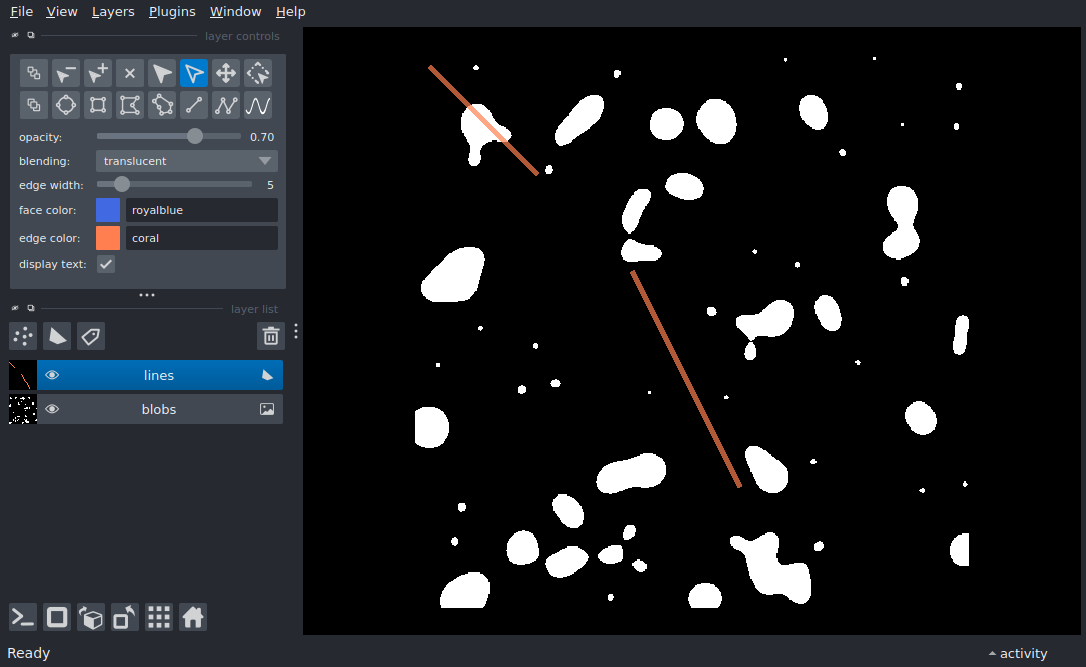 File View Layers Plugins Window Help
layer controls
opacity: 0.70
blending: translucent
edge width: 5
face color: royalblue
edge color: coral
display text:
layer list
lines
blobs
Ready activity